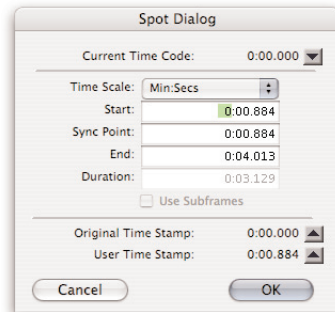 Spot Dialog
Current Time Code: 0:00.000
Time Scale: Min:Secs
Start: 0:00.884
Sync Point: 0:00.884
End: 0:04.013
Duration: 0:03.129
Use Subframes
Original Time Stamp: 0:00.000
User Time Stamp: 0:00.884
Cancel OK